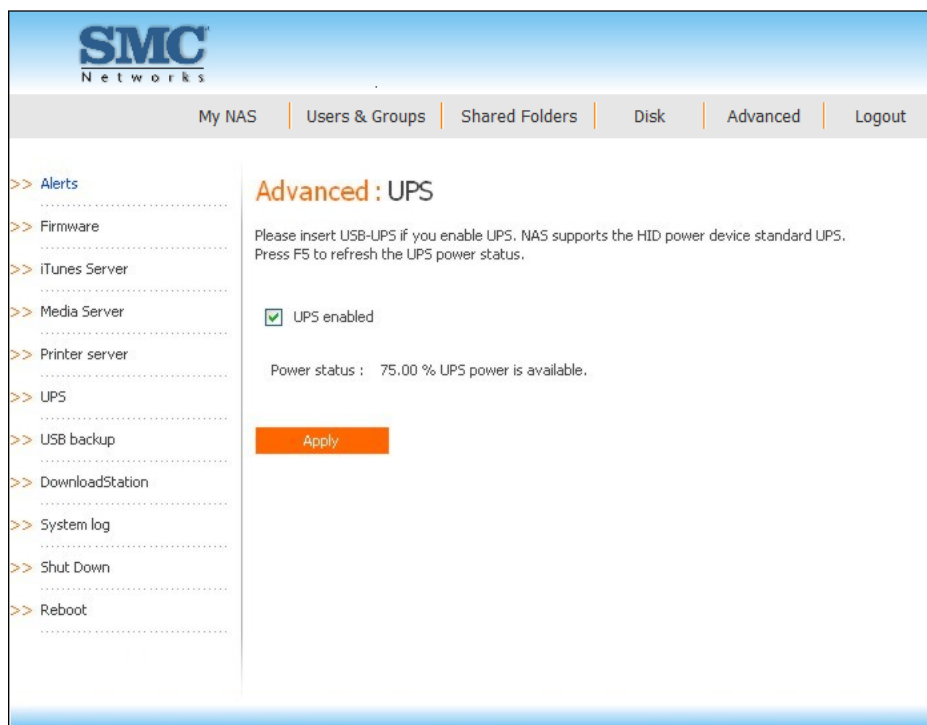 SMC
Networks
My NAS Users & Groups Shared Folders Disk Advanced Logout
>> Alerts
>> Firmware
>> iTunes Server
>> Media Server
>> Printer server
>> UPS
>> USB backup
>> DownloadStation
>> System log
>> Shut Down
>> Reboot
Advanced : UPS
Please insert USB-UPS if you enable UPS. NAS supports the HID power device standard UPS.
Press F5 to refresh the UPS power status.
UPS enabled
Power status : 75.00 % UPS power is available.
Apply